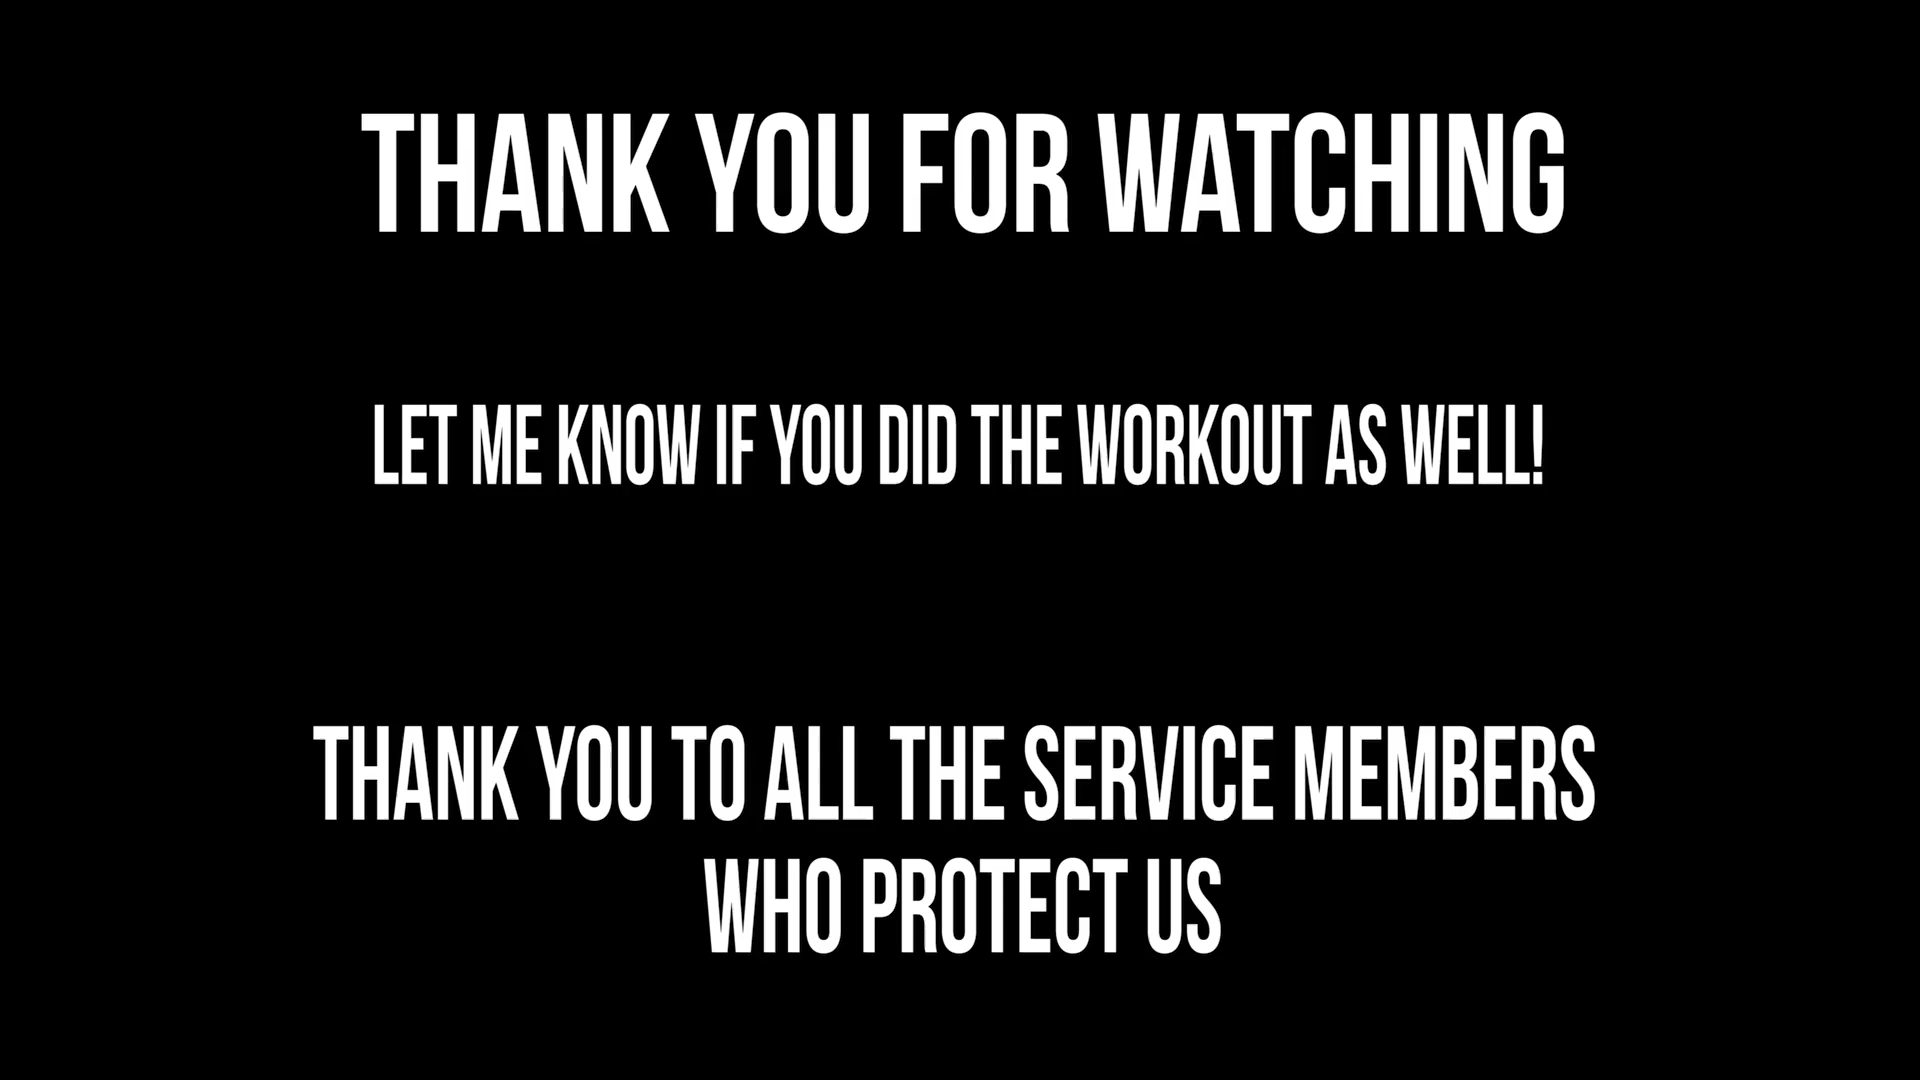 THANK YOU FOR WATCHING
LET ME KNOW IF YOU DID THE WORKOUT AS WELL!
THANK YOU TO ALL THE SERVICE MEMBERS
WHO PROTECT US